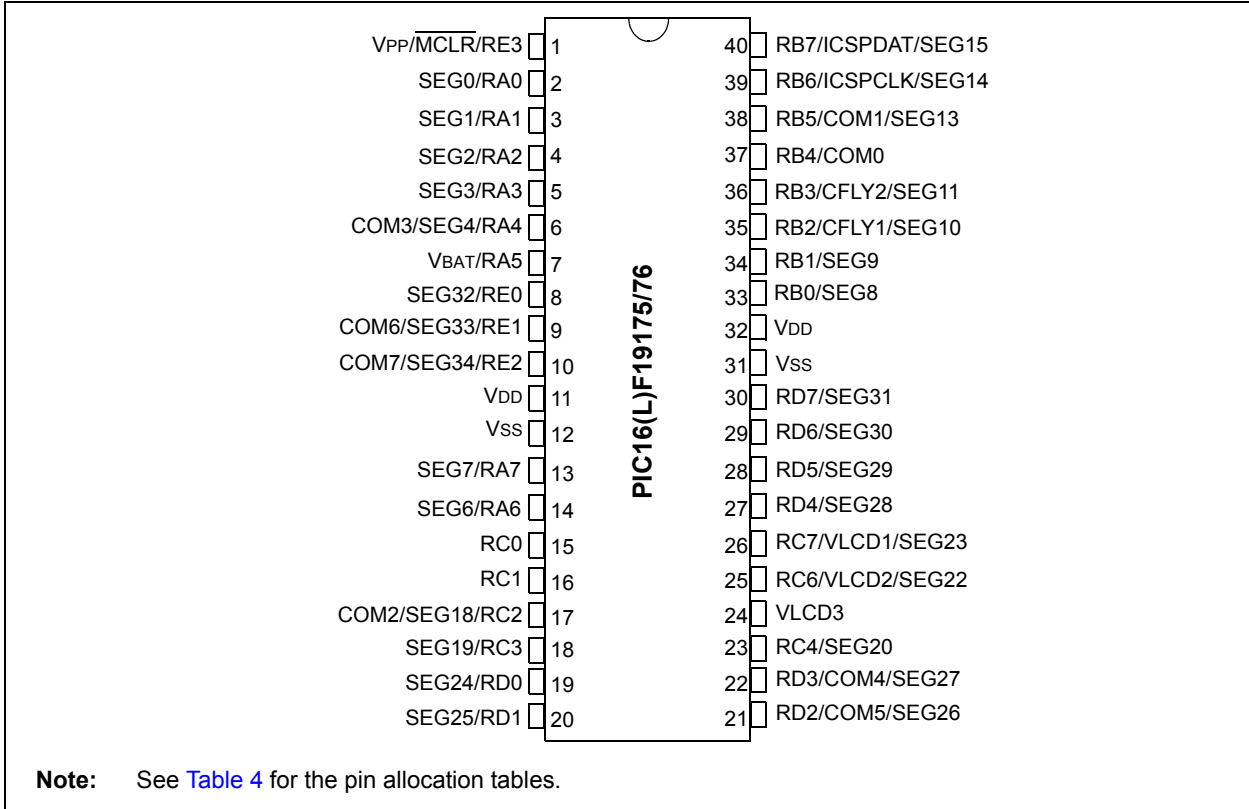 VPP/MCLR/RE3 1
SEG0/RA0 2
SEG1/RA1 3
SEG2/RA2 4
SEG3/RA3 5
COM3/SEG4/RA4 6
VBAT/RA5 7
SEG32/RE0 8
COM6/SEG33/RE1 9
COM7/SEG34/RE2 10
VDD 11
VSS 12
SEG7/RA7 13
SEG6/RA6 14
RC0 15
RC1 16
COM2/SEG18/RC2 17
SEG19/RC3 18
SEG24/RD0 19
SEG25/RD1 20
PIC16(L)F19175/76
40 RB7/ICSPDAT/SEG15
39 RB6/ICSPCLK/SEG14
38 RB5/COM1/SEG13
37 RB4/COM0
36 RB3/CFLY2/SEG11
35 RB2/CFLY1/SEG10
34 RB1/SEG9
33 RB0/SEG8
32 VDD
31 VSS
30 RD7/SEG31
29 RD6/SEG30
28 RD5/SEG29
27 RD4/SEG28
26 RC7/VLCD1/SEG23
25 RC6/VLCD2/SEG22
24 VLCD3
23 RC4/SEG20
22 RD3/COM4/SEG27
21 RD2/COM5/SEG26
Note: See Table 4 for the pin allocation tables.